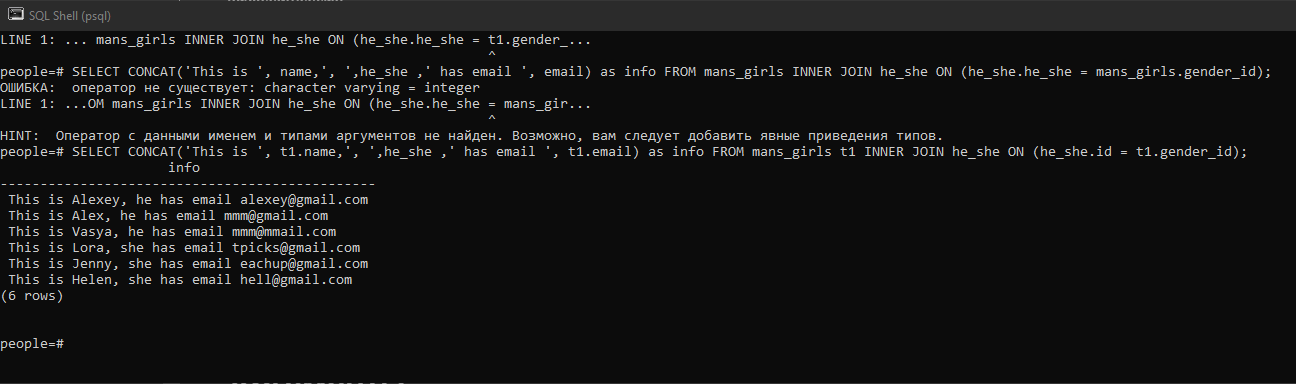 SQL Shell (psql)
LINE 1: ... mans_girls INNER JOIN he_she ON (he_she.he_she = t1.gender_...
^
people=# SELECT CONCAT('This is ', name,', ',he_she ,' has email ', email) as info FROM mans_girls INNER JOIN he_she ON (he_she.he_she = mans_girls.gender_id);
ОШИБКА:  оператор не существует: character varying = integer
LINE 1: ...OM mans_girls INNER JOIN he_she ON (he_she.he_she = mans_gir...
^
HINT:  Оператор с данными именем и типами аргументов не найден. Возможно, вам следует добавить явные приведения типов.
people=# SELECT CONCAT('This is ', t1.name,', ',he_she ,' has email ', t1.email) as info FROM mans_girls t1 INNER JOIN he_she ON (he_she.id = t1.gender_id);
info
-----------------------------------------------
This is Alexey, he has email alexey@gmail.com
This is Alex, he has email mmm@gmail.com
This is Vasya, he has email mmm@mmail.com
This is Lora, she has email tpicks@gmail.com
This is Jenny, she has email eachup@gmail.com
This is Helen, she has email hell@gmail.com
(6 rows)
people=#